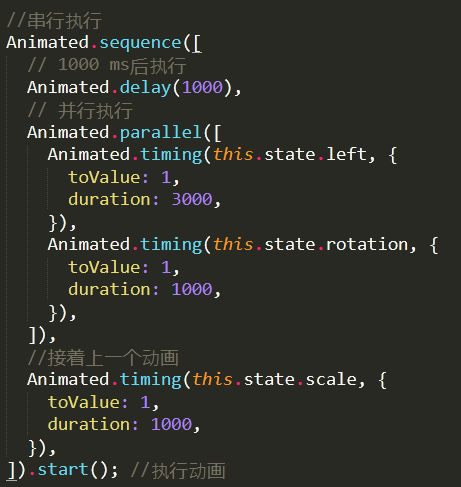 //串行执行
Animated.sequence([
  // 1000 ms后执行
  Animated.delay(1000),
  // 并行执行
  Animated.parallel([
    Animated.timing(this.state.left, {
      toValue: 1,
      duration: 3000,
    }),
    Animated.timing(this.state.rotation, {
      toValue: 1,
      duration: 1000,
    }),
  ]),
  //接着上一个动画
  Animated.timing(this.state.scale, {
    toValue: 1,
    duration: 1000,
  }),
]).start(); //执行动画